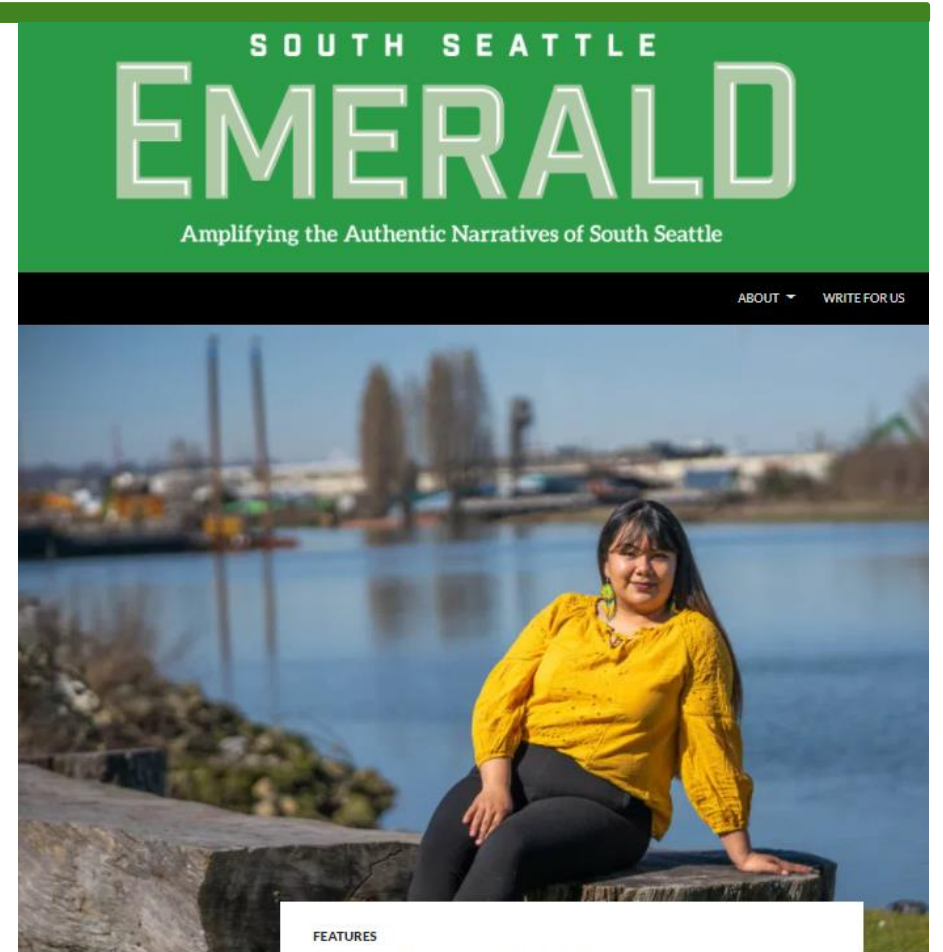 SOUTH SEATTLE
EMERALD
Amplifying the Authentic Narratives of South Seattle
ABOUT WRITE FOR US
FEATURES